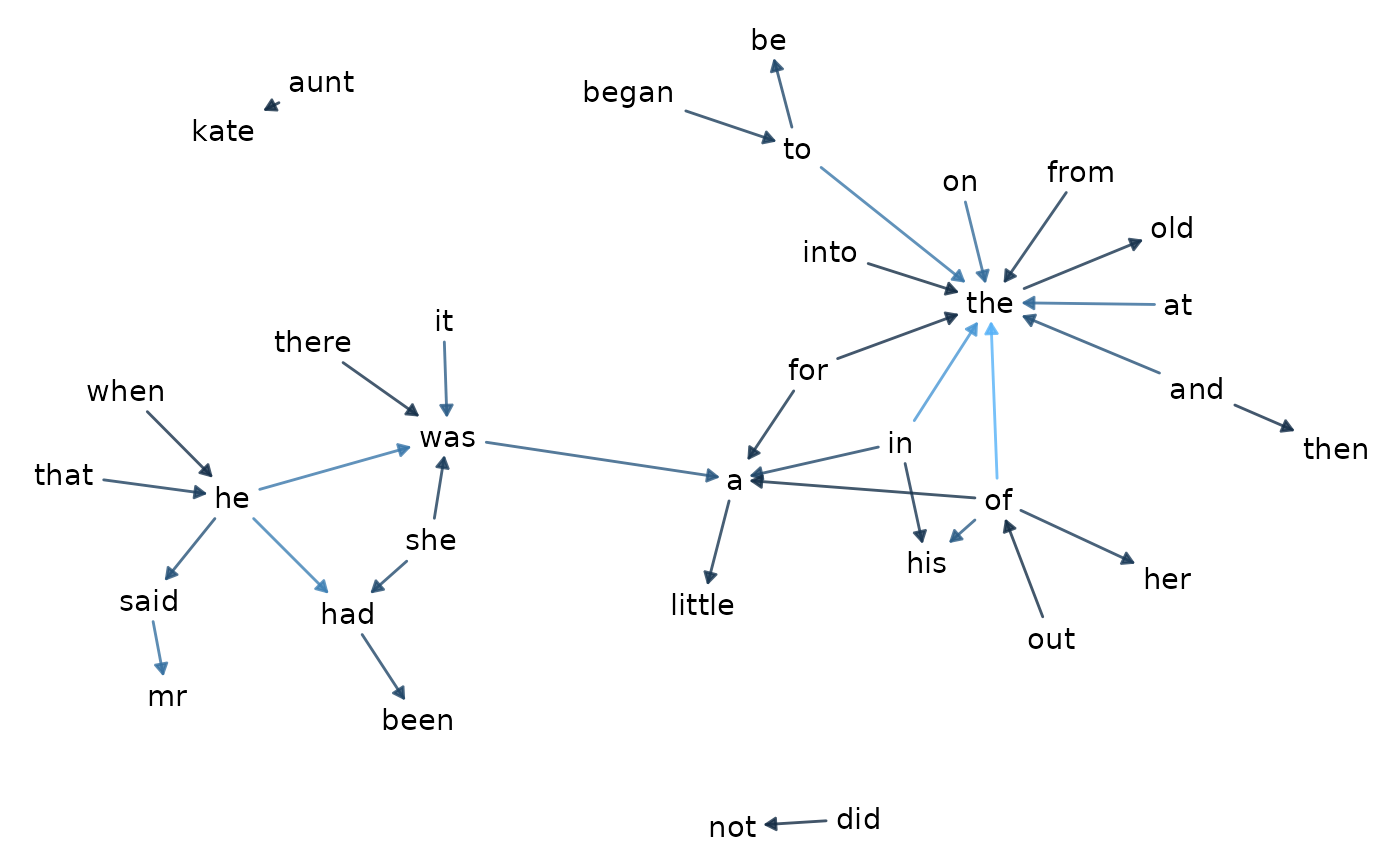 be
aunt
began
kate
to
from
on
old
into
the
at
it
there
for
and
when
was
in
then
that
a
he
of
she
his
her
said
little
had
out
mr
been
did
not